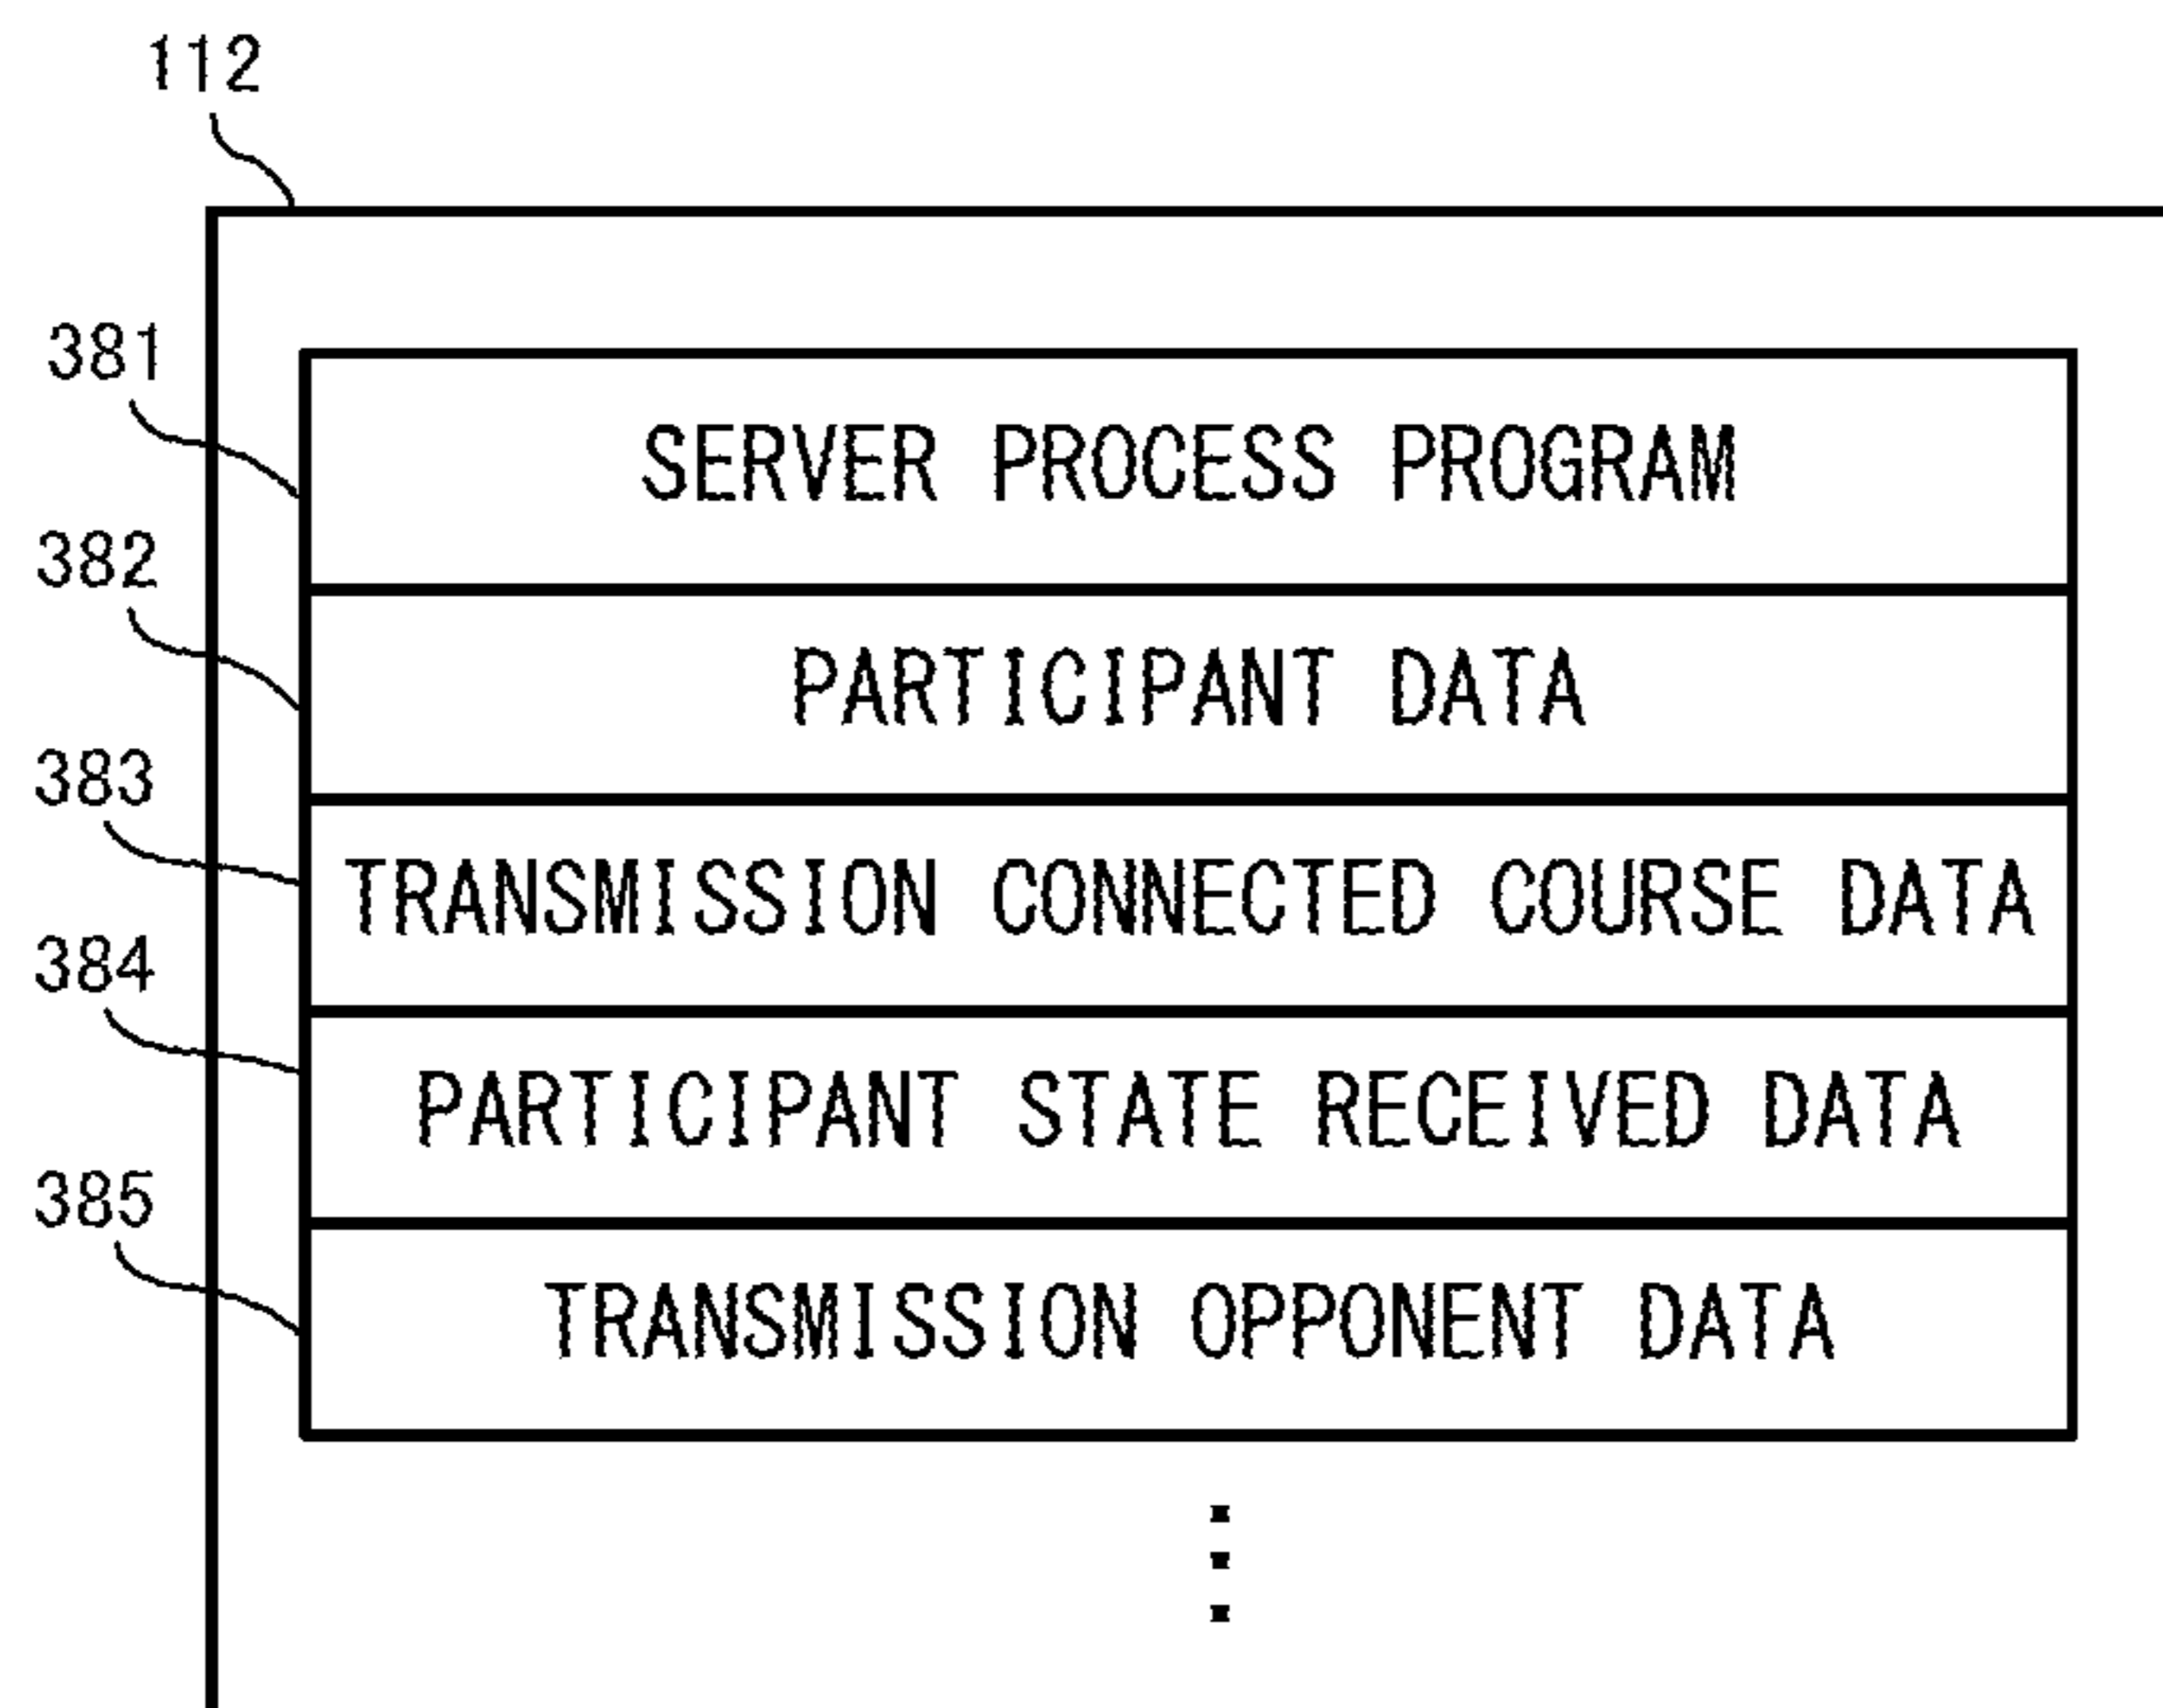 112
381
SERVER PROCESS PROGRAM
382
PARTICIPANT DATA
383
TRANSMISSION CONNECTED COURSE DATA
384
PARTICIPANT STATE RECEIVED DATA
385
TRANSMISSION OPPONENT DATA